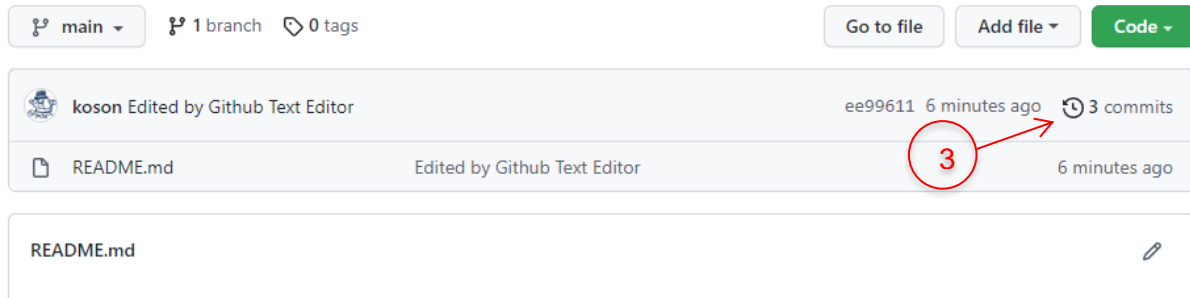 main 1 branch 0 tags Go to file Add file Code
koson Edited by Github Text Editor ee99611 6 minutes ago 3 commits
3
README.md Edited by Github Text Editor 6 minutes ago
README.md